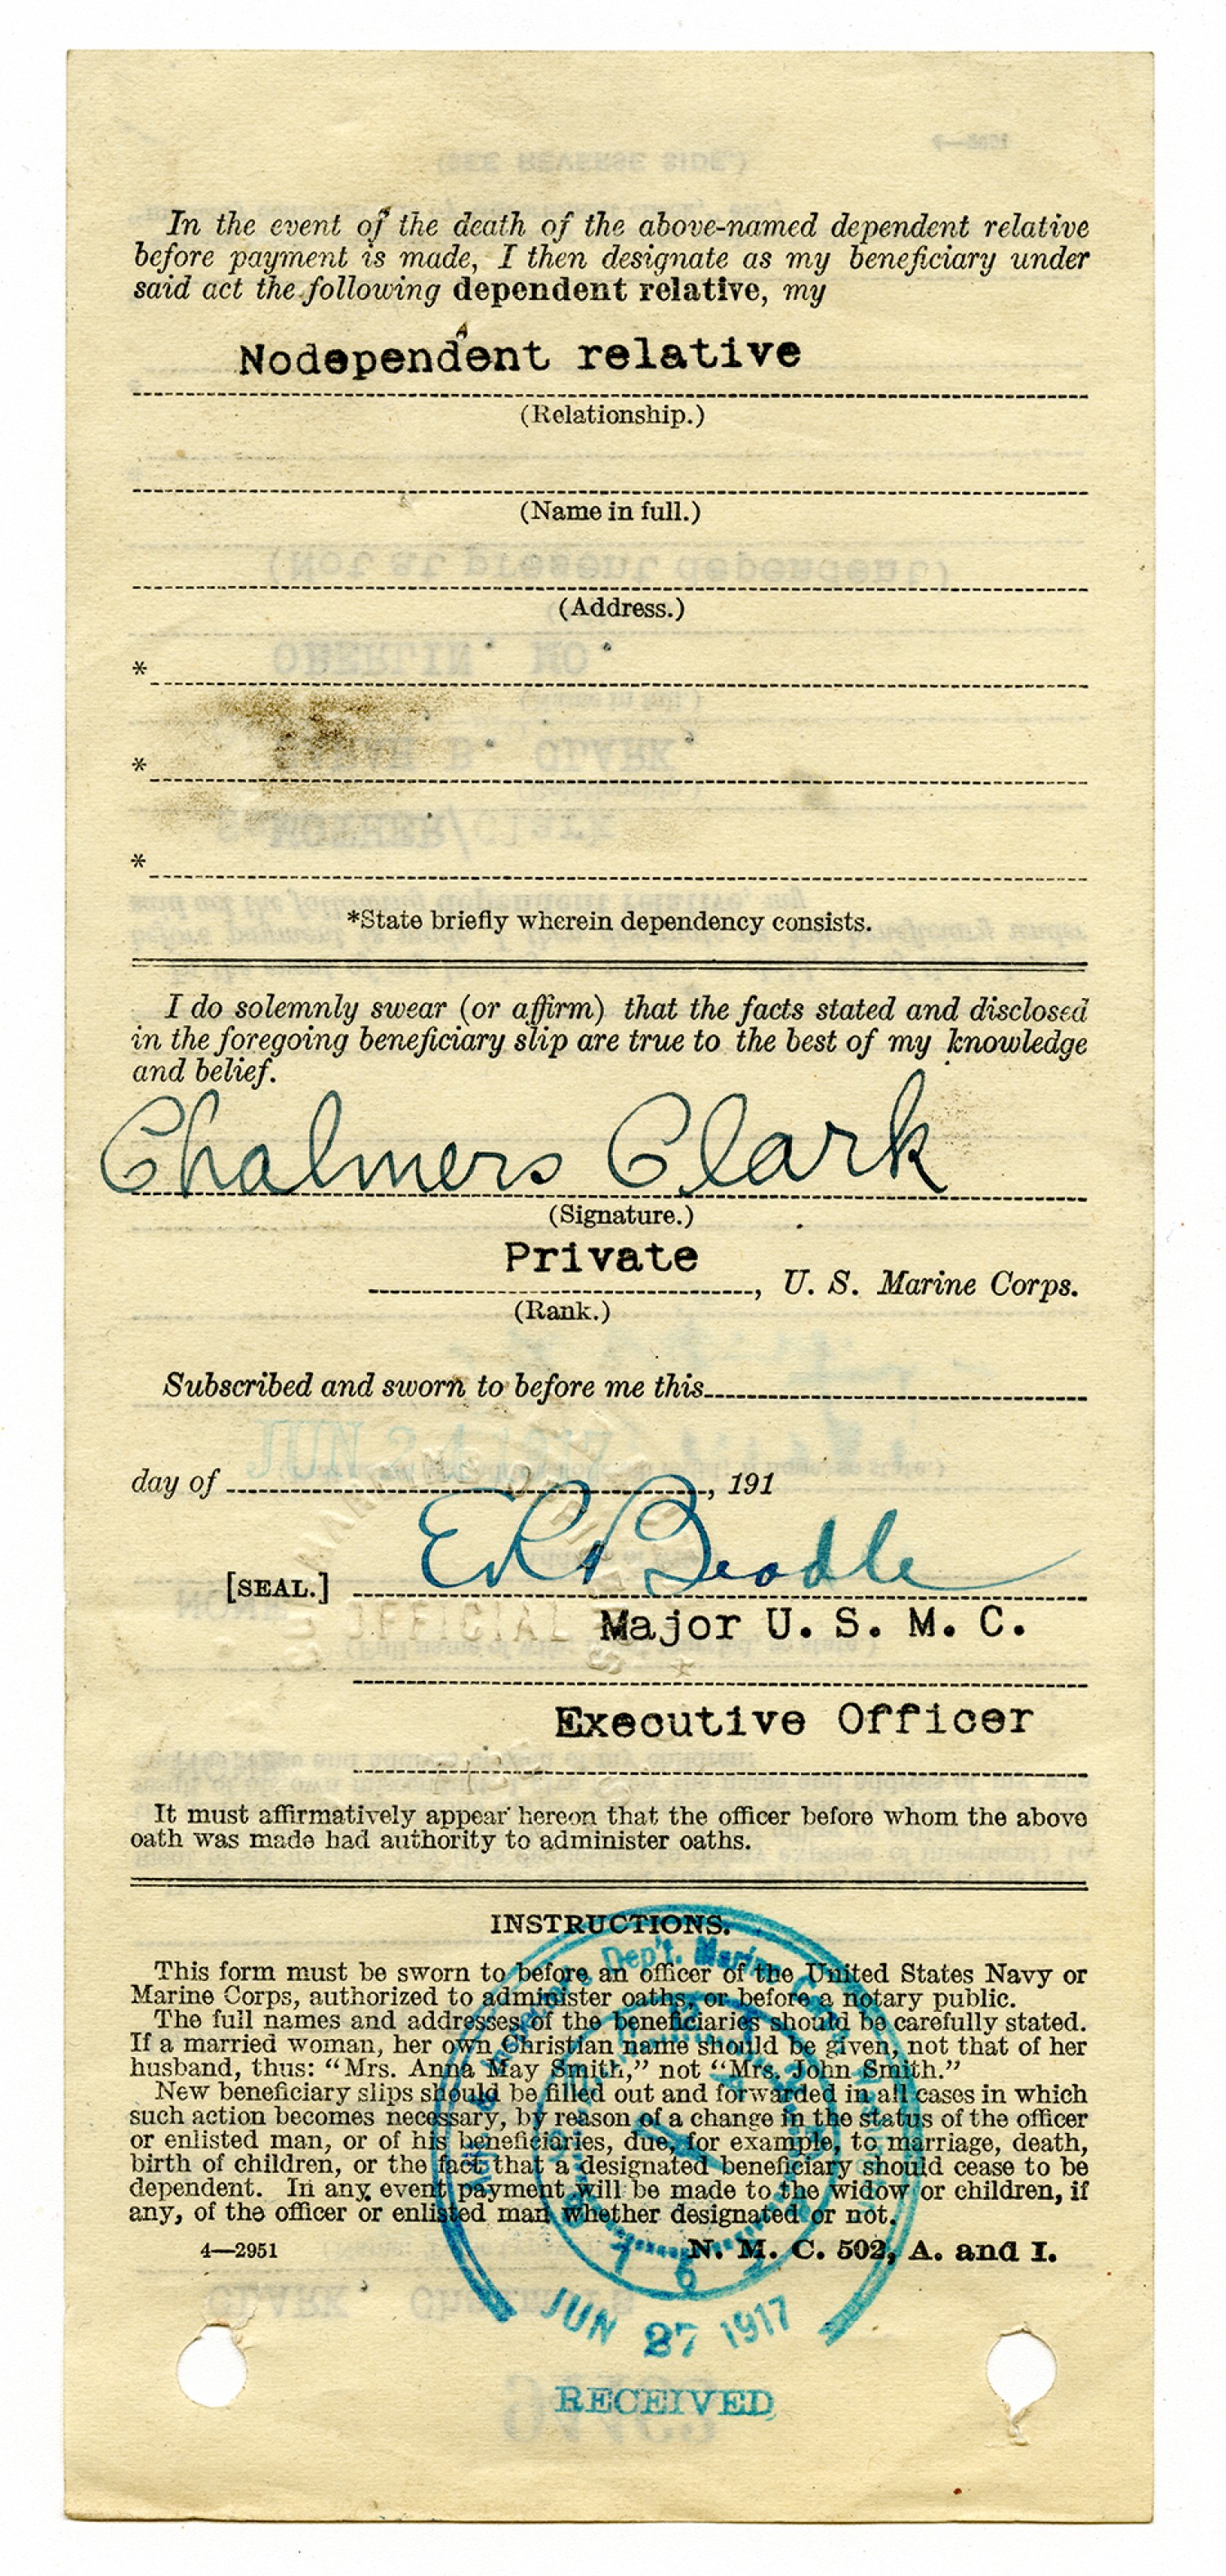 In the event of the death of the above-named dependent relative
before payment is made, I then designate as my beneficiary under
said act the following dependent relative, my
Nodependent relative
(Relationship.)
(Name in full.)
(Address.)
*
*
*
*State briefly wherein dependency consists.
I do solemnly swear (or affirm) that the facts stated and disclosed
in the foregoing beneficiary slip are true to the best of my knowledge
and belief.
Chalmers Clark
(Signature.)
Private
, U. S. Marine Corps.
(Rank.)
Subscribed and sworn to before me this
JUN 24 1917
day of , 191
[SEAL.]
OFFICIAL
Major U. S. M. C.
Executive Officer
It must affirmatively appear hereon that the officer before whom the above
oath was made had authority to administer oaths.
INSTRUCTIONS.
Dep't. Marine
This form must be sworn to before an officer of the United States Navy or
Marine Corps, authorized to administer oaths, or before a notary public.
The full names and addresses of the beneficiaries should be carefully stated.
If a married woman, her own Christian name should be given, not that of her
husband, thus: “Mrs. Anna May Smith,” not “Mrs. John Smith.”
New beneficiary slips should be filled out and forwarded in all cases in which
such action becomes necessary, by reason of a change in the status of the officer
or enlisted man, or of his beneficiaries, due, for example, to marriage, death,
birth of children, or the fact that a designated beneficiary should cease to be
dependent. In any event payment will be made to the widow or children, if
any, of the officer or enlisted man whether designated or not.
4—2951 N. M. C. 502, A. and I.
7 6
JUN 27 1917
RECEIVED